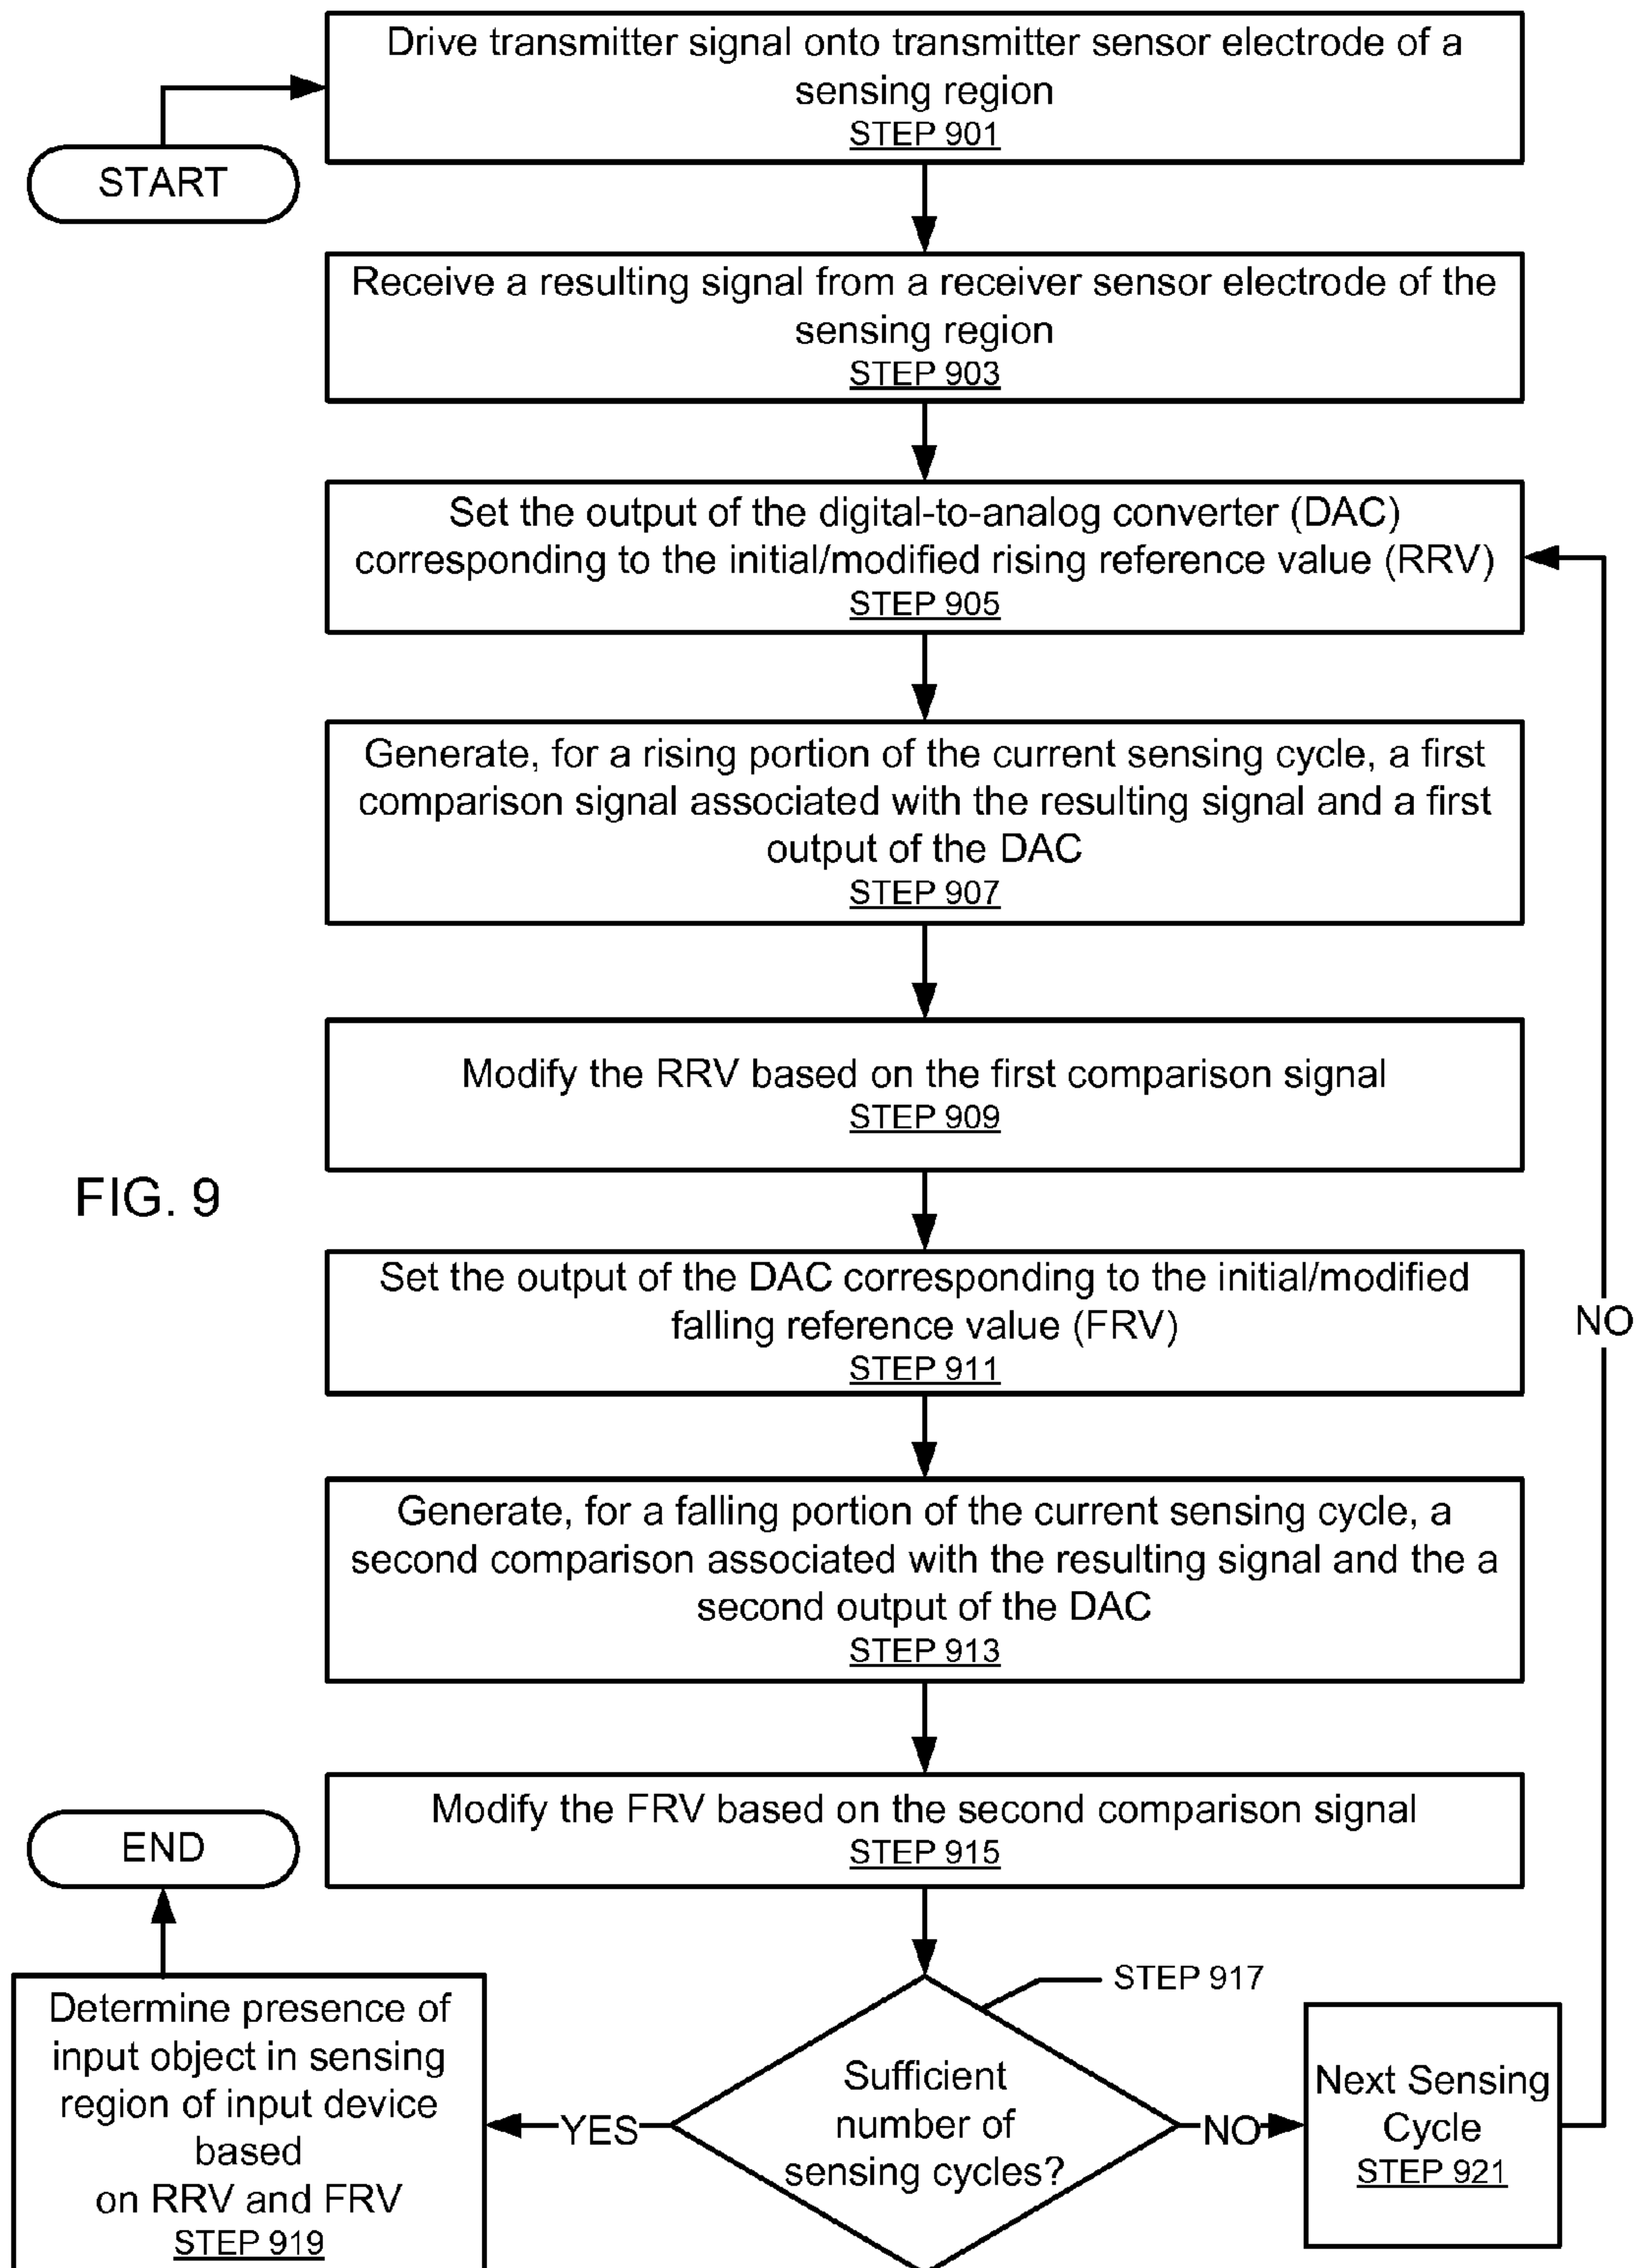 Drive transmitter signal onto transmitter sensor electrode of a
sensing region
STEP 901
START
Receive a resulting signal from a receiver sensor electrode of the
sensing region
STEP 903
Set the output of the digital-to-analog converter (DAC)
corresponding to the initial/modified rising reference value (RRV)
STEP 905
Generate, for a rising portion of the current sensing cycle, a first
comparison signal associated with the resulting signal and a first
output of the DAC
STEP 907
Modify the RRV based on the first comparison signal
STEP 909
FIG. 9
Set the output of the DAC corresponding to the initial/modified
falling reference value (FRV)
STEP 911
NO
Generate, for a falling portion of the current sensing cycle, a
second comparison associated with the resulting signal and the a
second output of the DAC
STEP 913
Modify the FRV based on the second comparison signal
STEP 915
END
STEP 917
Sufficient
number of
sensing cycles?
YES
NO
Determine presence of
input object in sensing
region of input device
based
on RRV and FRV
STEP 919
Next Sensing
Cycle
STEP 921